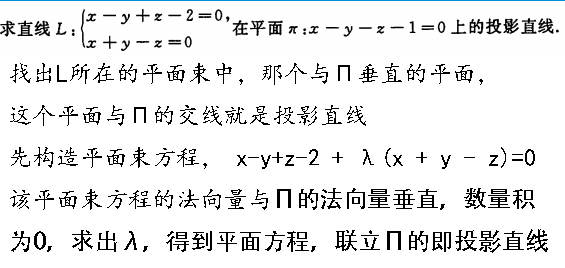 求直线 L:{x-y+z-2=0, x+y-z=0 在平面 π:x-y-z-1=0 上的投影直线.
找出L所在的平面束中，那个与Π垂直的平面，
这个平面与Π的交线就是投影直线
先构造平面束方程， x-y+z-2 + λ(x + y - z)=0
该平面束方程的法向量与Π的法向量垂直，数量积
为0，求出λ，得到平面方程，联立Π的即投影直线